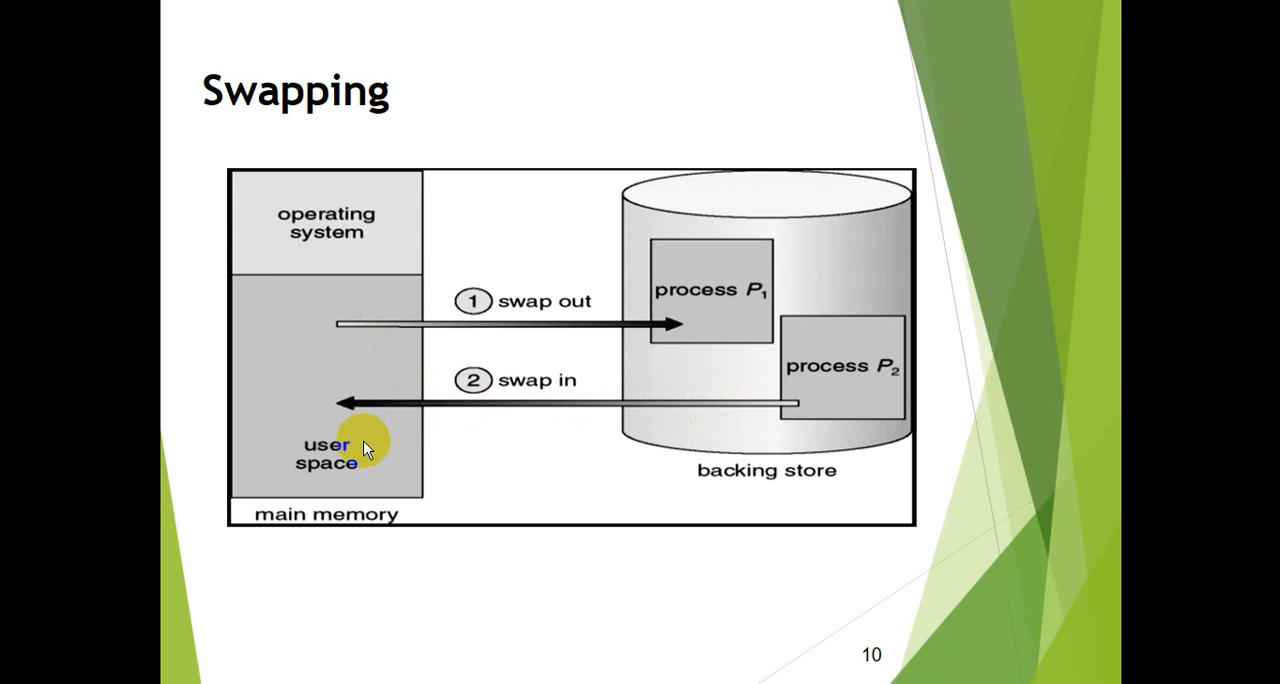 Swapping
operating
system
1 swap out
process P1
2 swap in
process P2
user
space
backing store
main memory
10